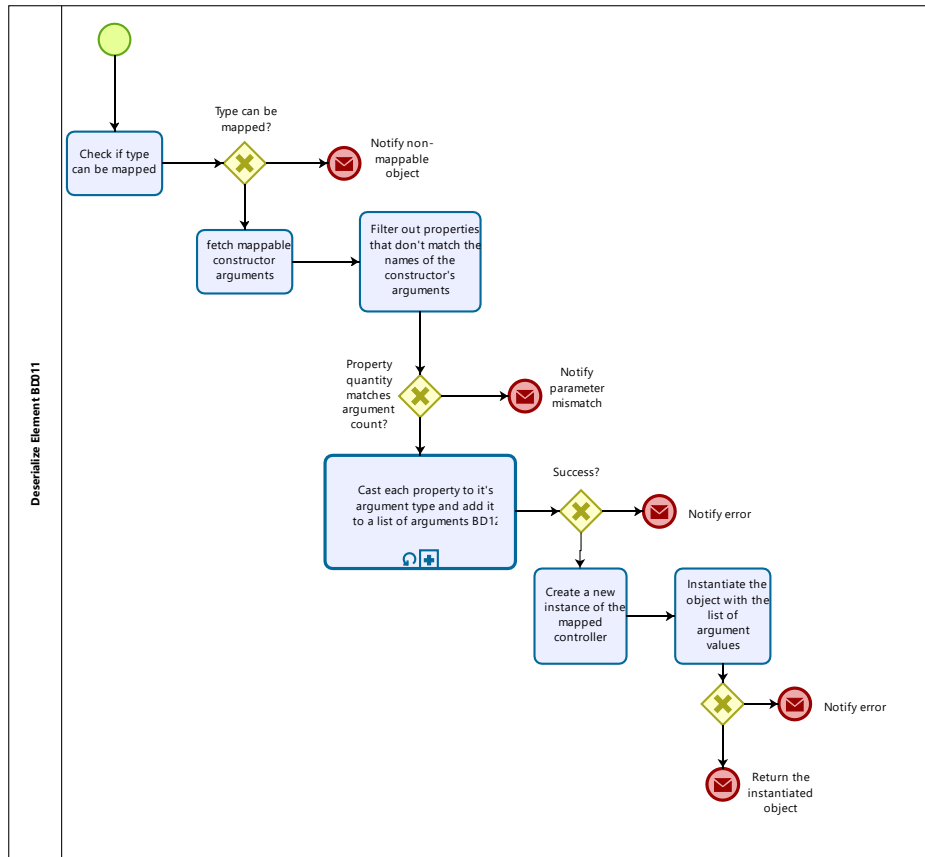 Deserialize Element BD011
Type can be
mapped?
Check if type
can be mapped
Notify non-
mappable
object
fetch mappable
constructor
arguments
Filter out properties
that don't match the
names of the
constructor's
arguments
Property
quantity
matches
argument
count?
Notify
parameter
mismatch
Cast each property to it's
argument type and add it
to a list of arguments BD12
Success?
Notify error
Create a new
instance of the
mapped
controller
Instantiate the
object with the
list of
argument
values
Notify error
Return the
instantiated
object